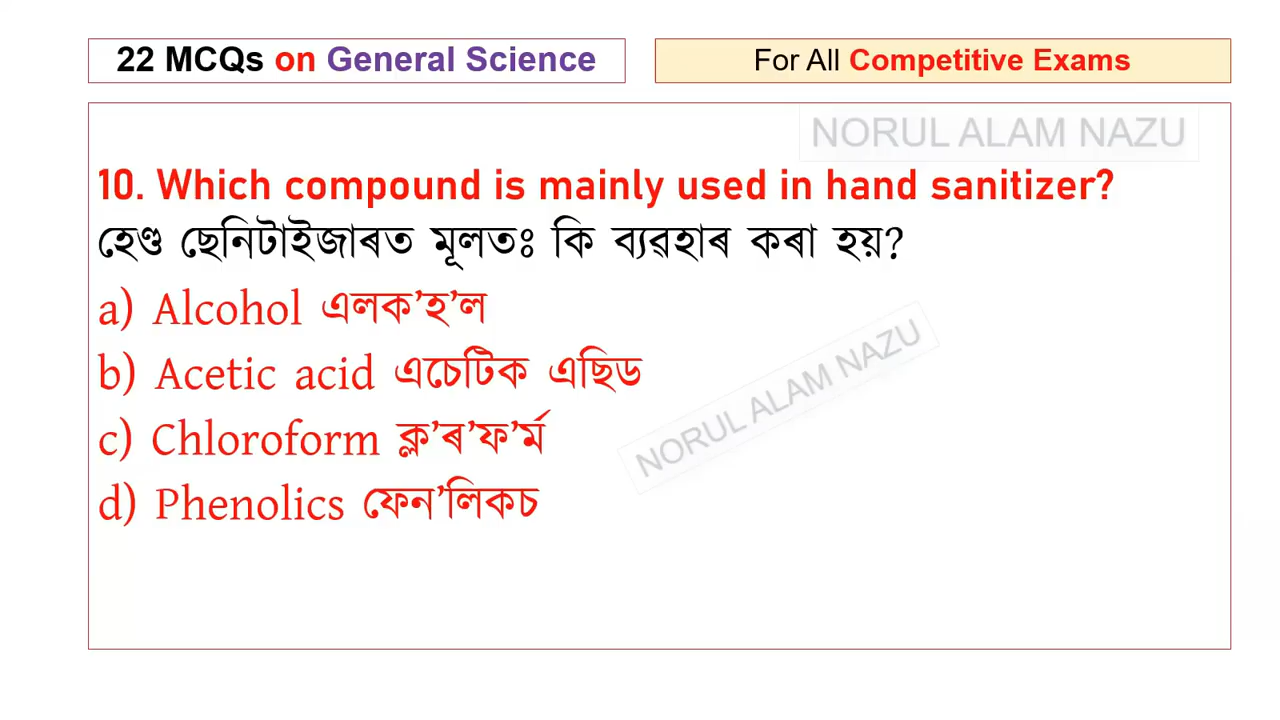 22 MCQs on General Science
For All Competitive Exams
NORUL ALAM NAZU
10. Which compound is mainly used in hand sanitizer?
হেণ্ড ছেনিটাইজাৰত মূলতঃ কি ব্যৱহাৰ কৰা হয়?
a) Alcohol এলক’হ’ল
b) Acetic acid এচেটিক এছিড
c) Chloroform ক্ল’ৰ’ফ’ৰ্ম
d) Phenolics ফেন’লিকচ
NORUL ALAM NAZU